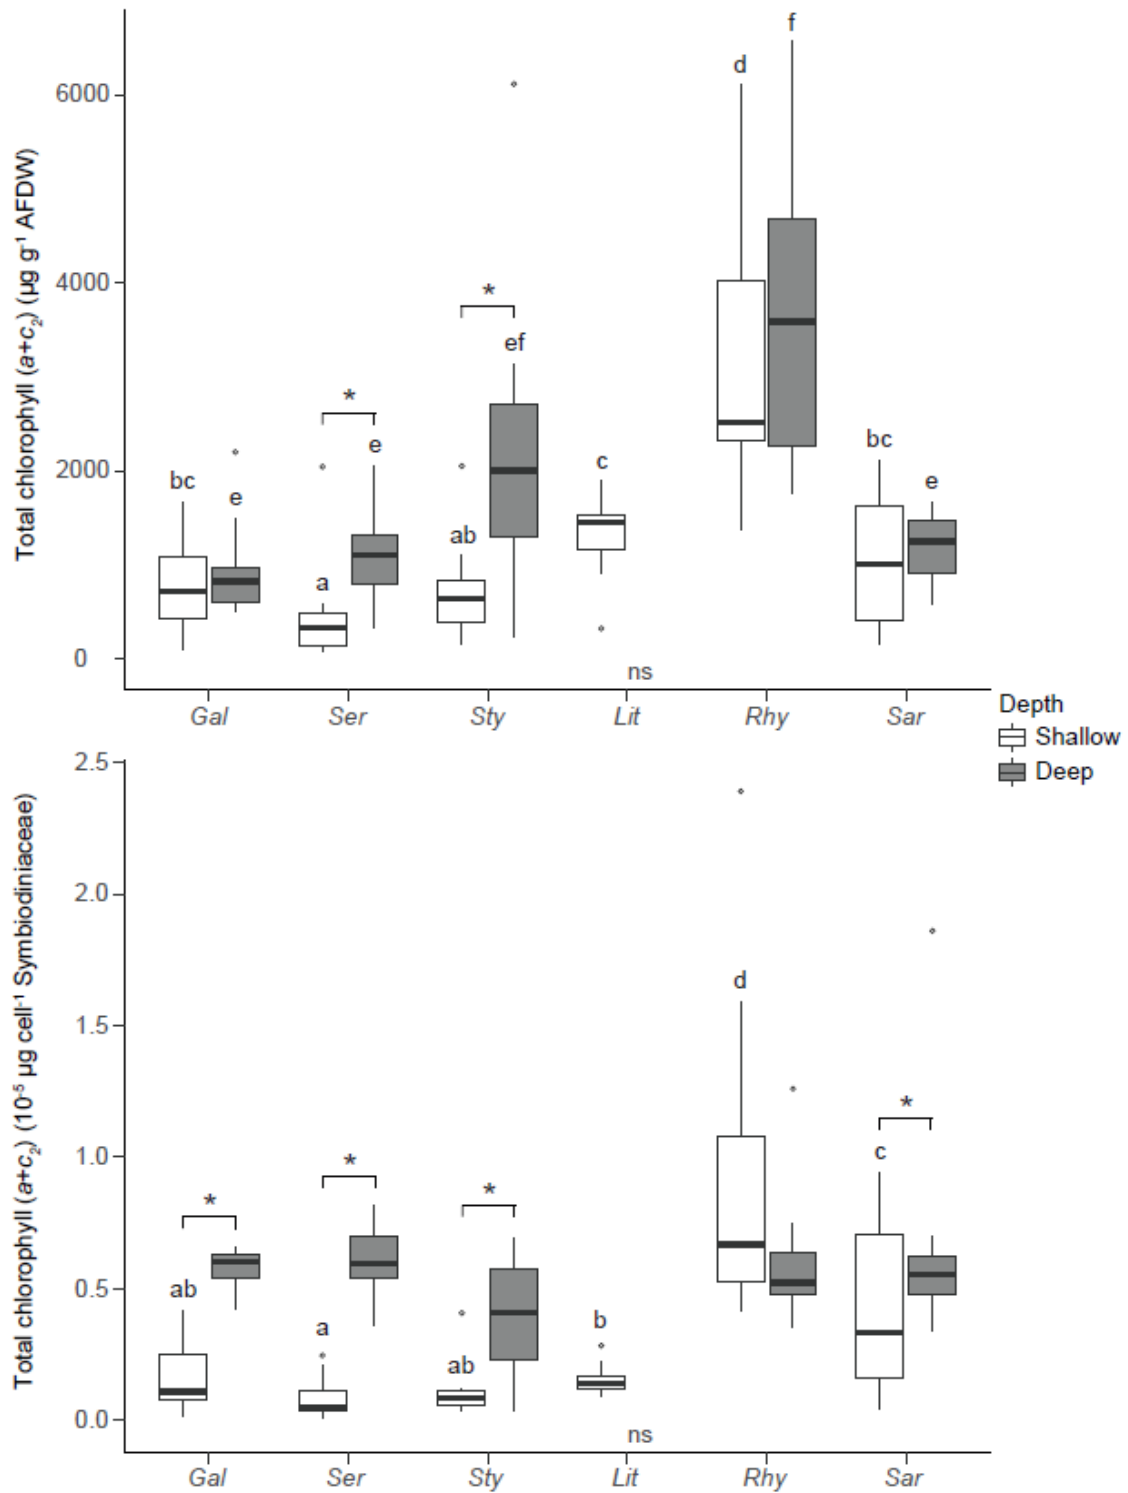 Total chlorophyll (a+c₂) (µg g⁻¹ AFDW)
6000
4000
2000
0
bc
e
a
*
e
ab
*
ef
c
ns
d
f
bc
e
Gal Ser Sty Lit Rhy Sar
Depth
Shallow
Deep
Total chlorophyll (a+c₂) (10⁻⁵ µg cell⁻¹ Symbiodiniaceae)
2.5
2.0
1.5
1.0
0.5
0.0
ab
*
a
*
ab
*
b
ns
d
c
*
Gal Ser Sty Lit Rhy Sar